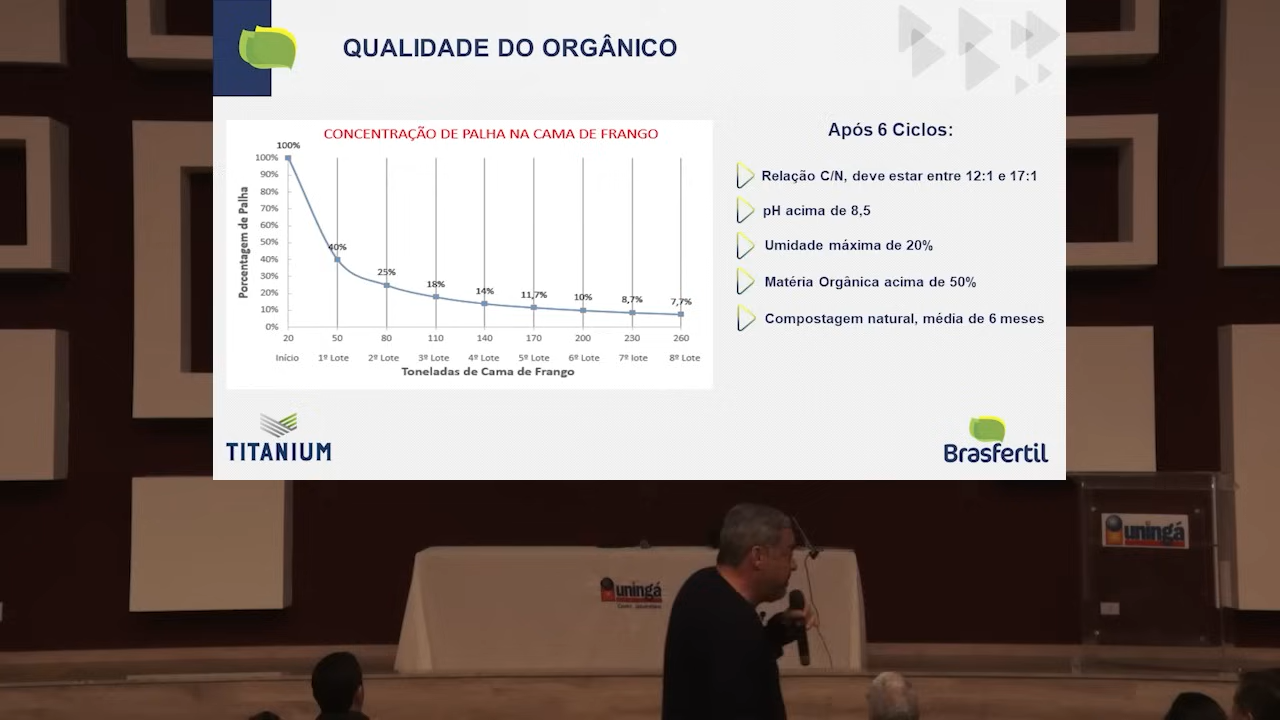 QUALIDADE DO ORGÂNICO
CONCENTRAÇÃO DE PALHA NA CAMA DE FRANGO
Porcentagem de Palha
100%
90%
80%
70%
60%
50%
40%
30%
20%
10%
0%
100%
40%
25%
18%
14%
11,7%
10%
8,7%
7,7%
20 50 80 110 140 170 200 230 260
Início 1º Lote 2º Lote 3º Lote 4º Lote 5º Lote 6º Lote 7º lote 8º Lote
Toneladas de Cama de Frango
Após 6 Ciclos:
Relação C/N, deve estar entre 12:1 e 17:1
pH acima de 8,5
Umidade máxima de 20%
Matéria Orgânica acima de 50%
Compostagem natural, média de 6 meses
TITANIUM
Brasfertil
uningá
uningá